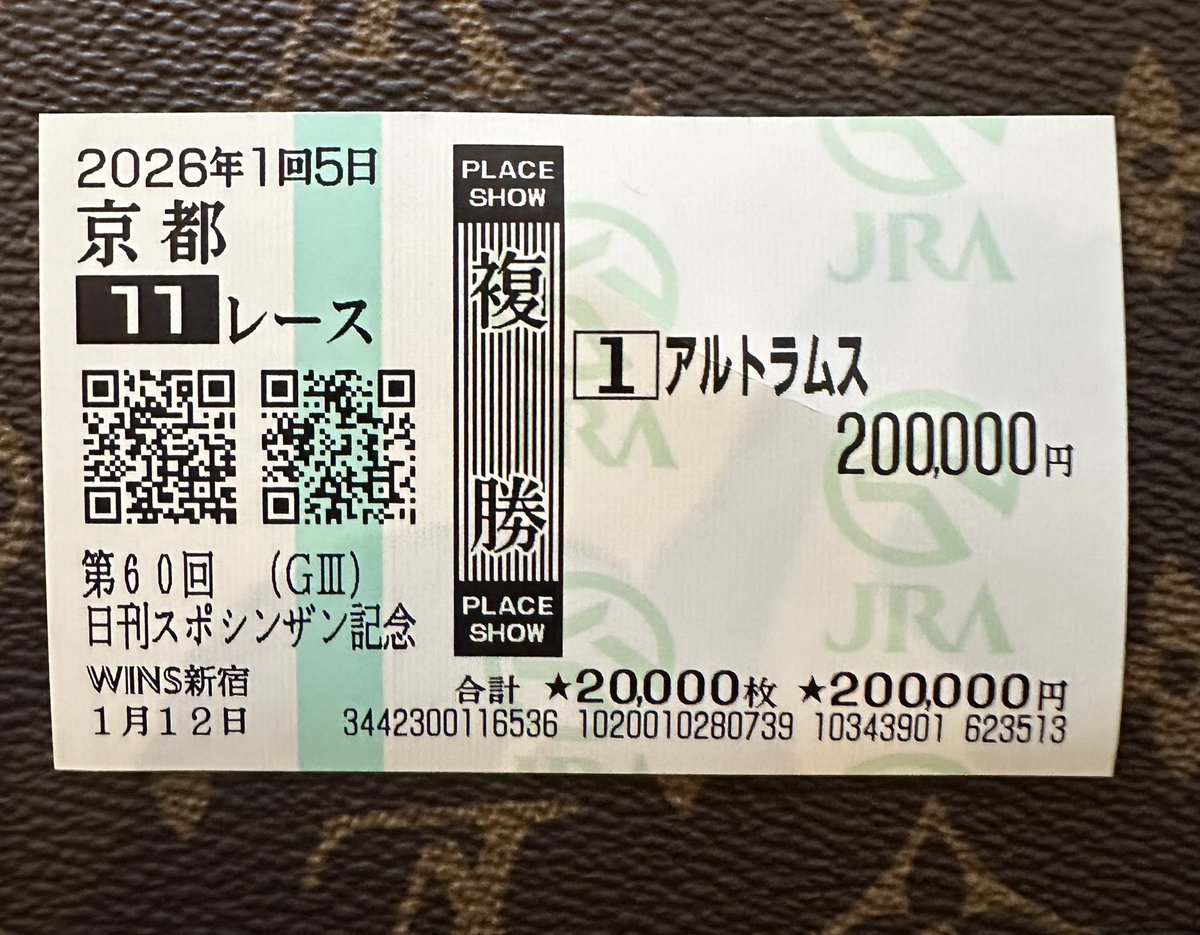 2026年1回5日
京都
11レース
第60回 (GⅢ)
日刊スポシンザン記念
WINS新宿
1月12日
PLACE
SHOW
複勝
PLACE
SHOW
1 アルトラムス
200,000円
合計 ★20,000枚 ★200,000円
3442300116536 1020010280739 10343901 623513
JRA
JRA
JRA
JRA